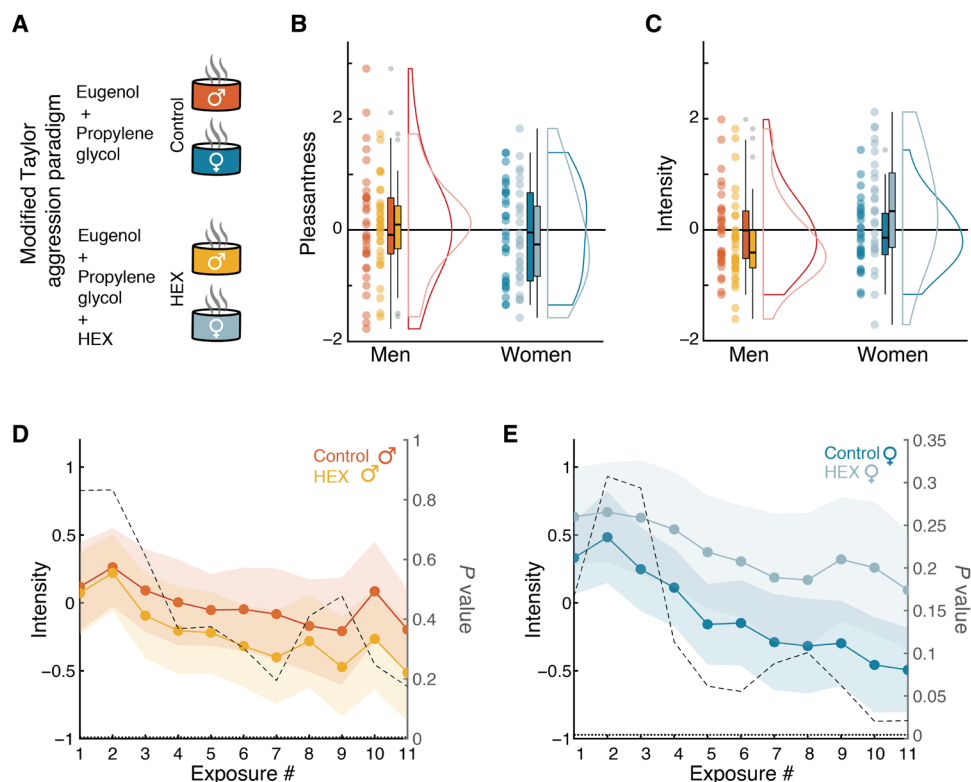 A
Modified Taylor
aggression paradigm
Eugenol
+
Propylene
glycol
Control
♂
♀
Eugenol
+
Propylene
glycol
+
HEX
HEX
♂
♀
B
Pleasantness
2
0
−2
Men
Women
C
Intensity
2
0
−2
Men
Women
D
Control ♂
HEX ♂
Intensity
1
0.5
0
−0.5
−1
1 2 3 4 5 6 7 8 9 10 11
Exposure #
1
0.8
0.6
0.4
0.2
0
P value
E
Control ♀
HEX ♀
Intensity
1
0.5
0
−0.5
−1
1 2 3 4 5 6 7 8 9 10 11
Exposure #
0.35
0.3
0.25
0.2
0.15
0.1
0.05
0
P value